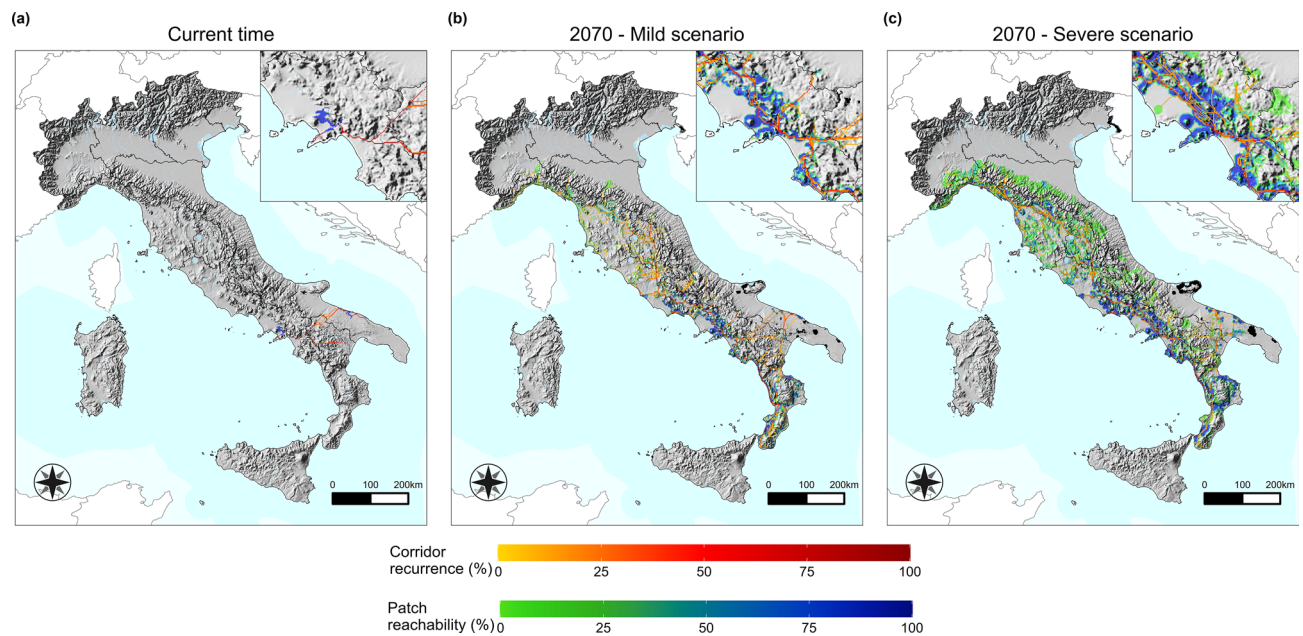 (a)
Current time
0 100 200km
(b)
2070 - Mild scenario
0 100 200km
(c)
2070 - Severe scenario
0 100 200km
Corridor
recurrence (%)
0 25 50 75 100
Patch
reachability (%)
0 25 50 75 100